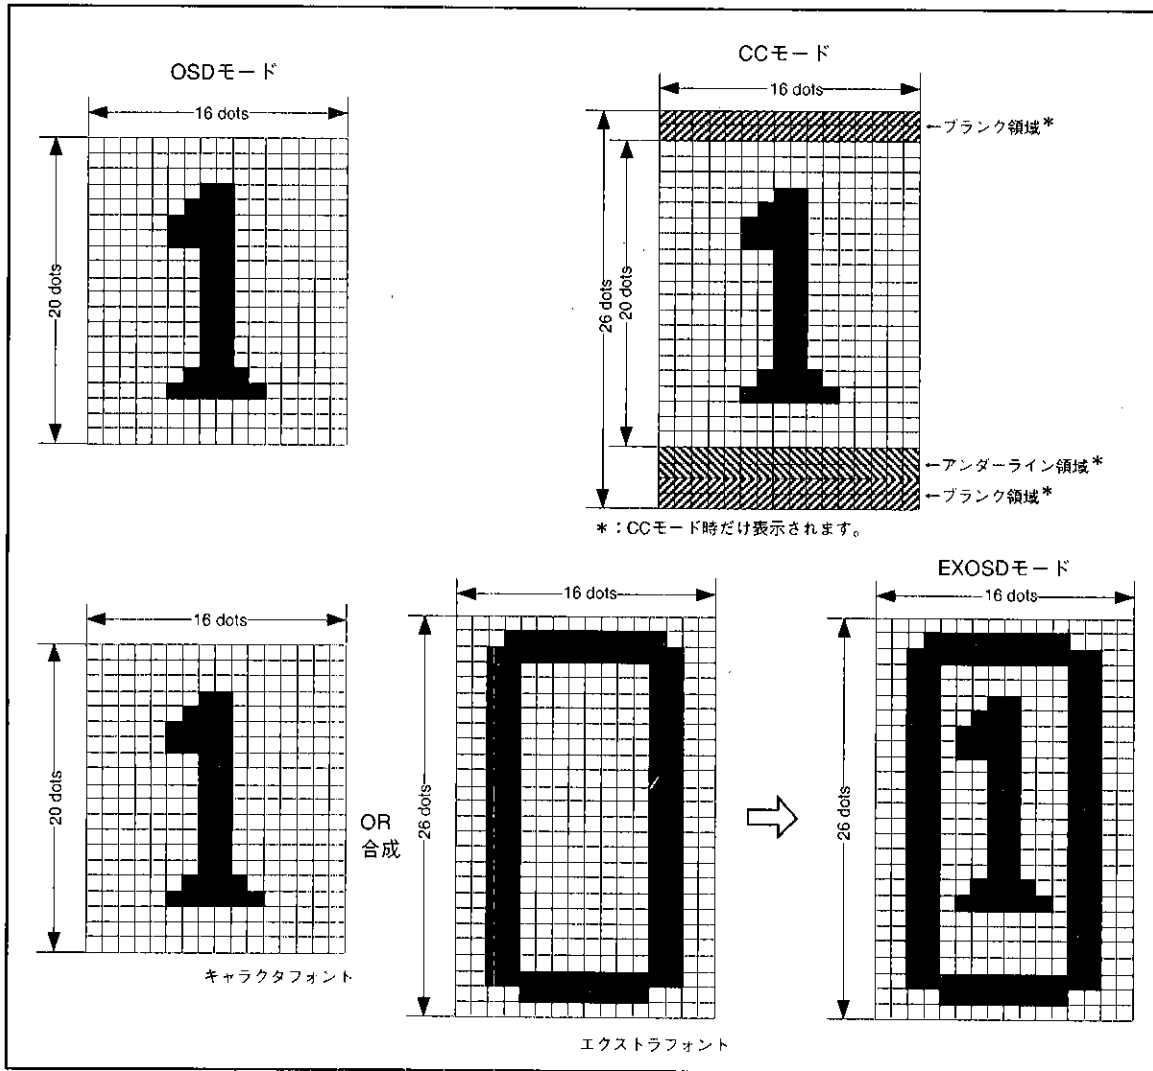 OSDモード
16 dots
20 dots
CCモード
16 dots
←ブランク領域*
26 dots
20 dots
←アンダーライン領域*
←ブランク領域*
*：CCモード時だけ表示されます。
16 dots
20 dots
キャラクタフォント
OR
合成
16 dots
26 dots
エクストラフォント
EXOSDモード
16 dots
26 dots